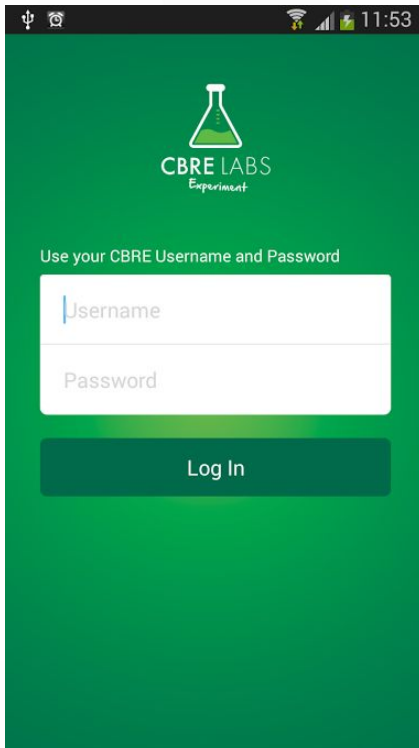 11:53
CBRE LABS
Experiment
Use your CBRE Username and Password
Username
Password
Log In